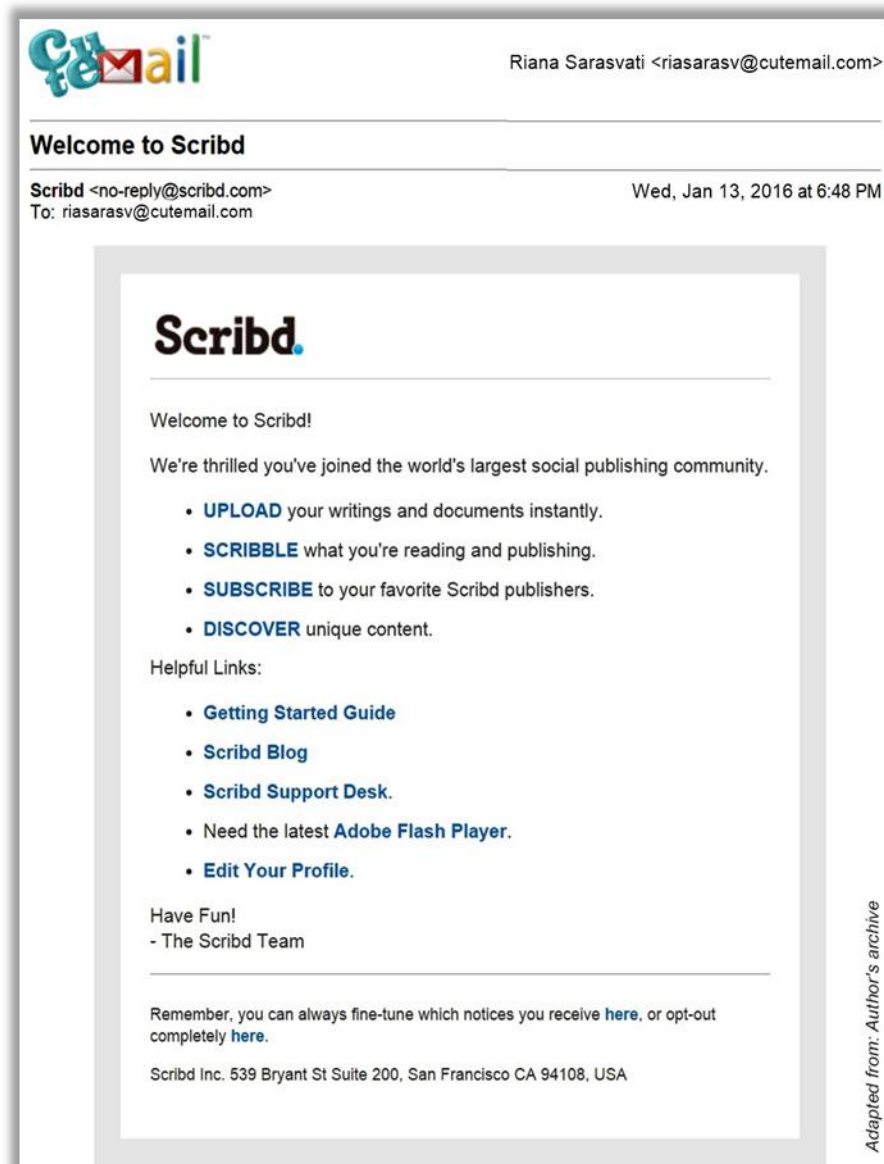 CuteMail™
Riana Sarasvati <riasarasv@cutemail.com>
Welcome to Scribd
Scribd <no-reply@scribd.com>
Wed, Jan 13, 2016 at 6:48 PM
To: riasarasv@cutemail.com
Scribd.
Welcome to Scribd!
We're thrilled you've joined the world's largest social publishing community.
• UPLOAD your writings and documents instantly.
• SCRIBBLE what you're reading and publishing.
• SUBSCRIBE to your favorite Scribd publishers.
• DISCOVER unique content.
Helpful Links:
• Getting Started Guide
• Scribd Blog
• Scribd Support Desk.
• Need the latest Adobe Flash Player.
• Edit Your Profile.
Have Fun!
- The Scribd Team
Remember, you can always fine-tune which notices you receive here, or opt-out
completely here.
Scribd Inc. 539 Bryant St Suite 200, San Francisco CA 94108, USA
Adapted from: Author's archive